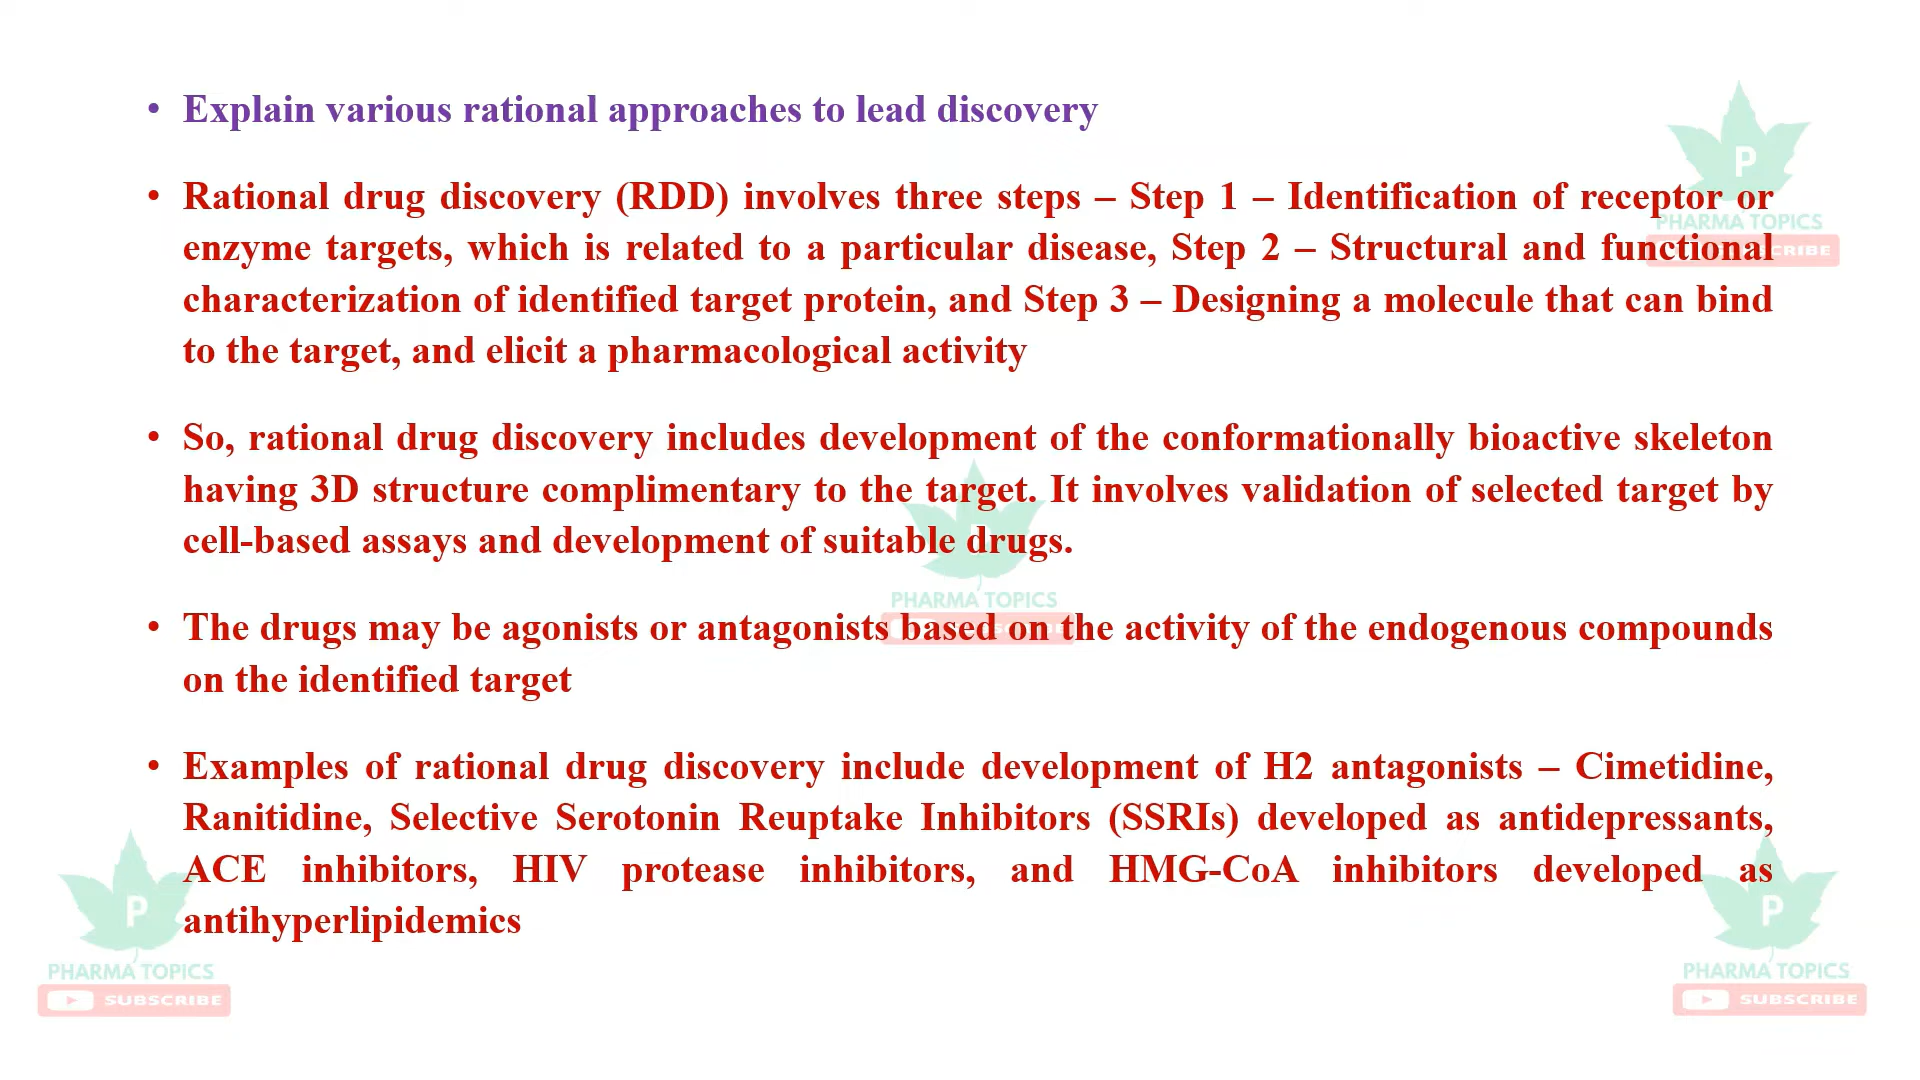 • Explain various rational approaches to lead discovery
• Rational drug discovery (RDD) involves three steps – Step 1 – Identification of receptor or
enzyme targets, which is related to a particular disease, Step 2 – Structural and functional
characterization of identified target protein, and Step 3 – Designing a molecule that can bind
to the target, and elicit a pharmacological activity
• So, rational drug discovery includes development of the conformationally bioactive skeleton
having 3D structure complimentary to the target. It involves validation of selected target by
cell-based assays and development of suitable drugs.
• The drugs may be agonists or antagonists based on the activity of the endogenous compounds
on the identified target
• Examples of rational drug discovery include development of H2 antagonists – Cimetidine,
Ranitidine, Selective Serotonin Reuptake Inhibitors (SSRIs) developed as antidepressants,
ACE inhibitors, HIV protease inhibitors, and HMG-CoA inhibitors developed as
antihyperlipidemics
P
PHARMA TOPICS
PHARMA TOPICS
P
PHARMA TOPICS
SUBSCRIBE
P
PHARMA TOPICS
SUBSCRIBE